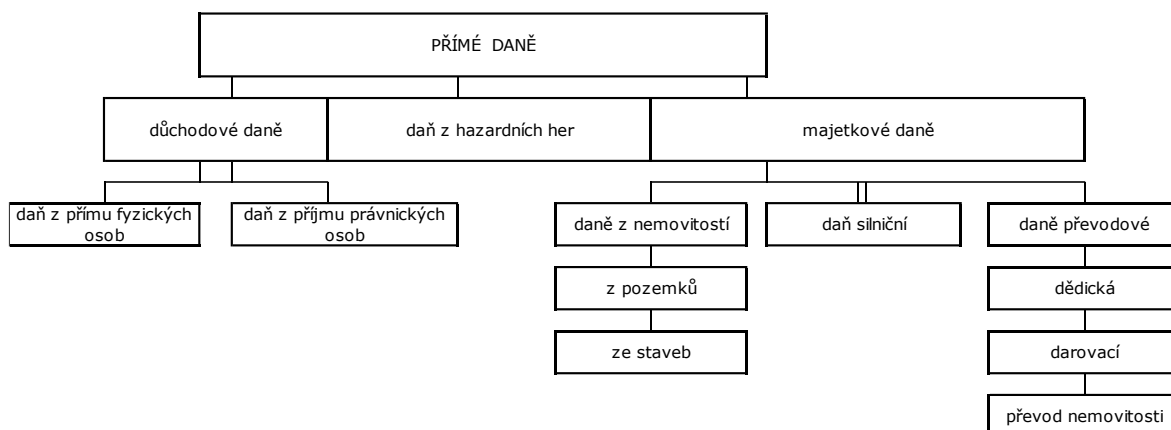 PŘÍMÉ DANĚ
důchodové daně
daň z hazardních her
majetkové daně
daň z přímu fyzických
osob
daň z příjmu právnických
osob
daně z nemovitostí
daň silniční
daně převodové
z pozemků
dědická
ze staveb
darovací
převod nemovitosti